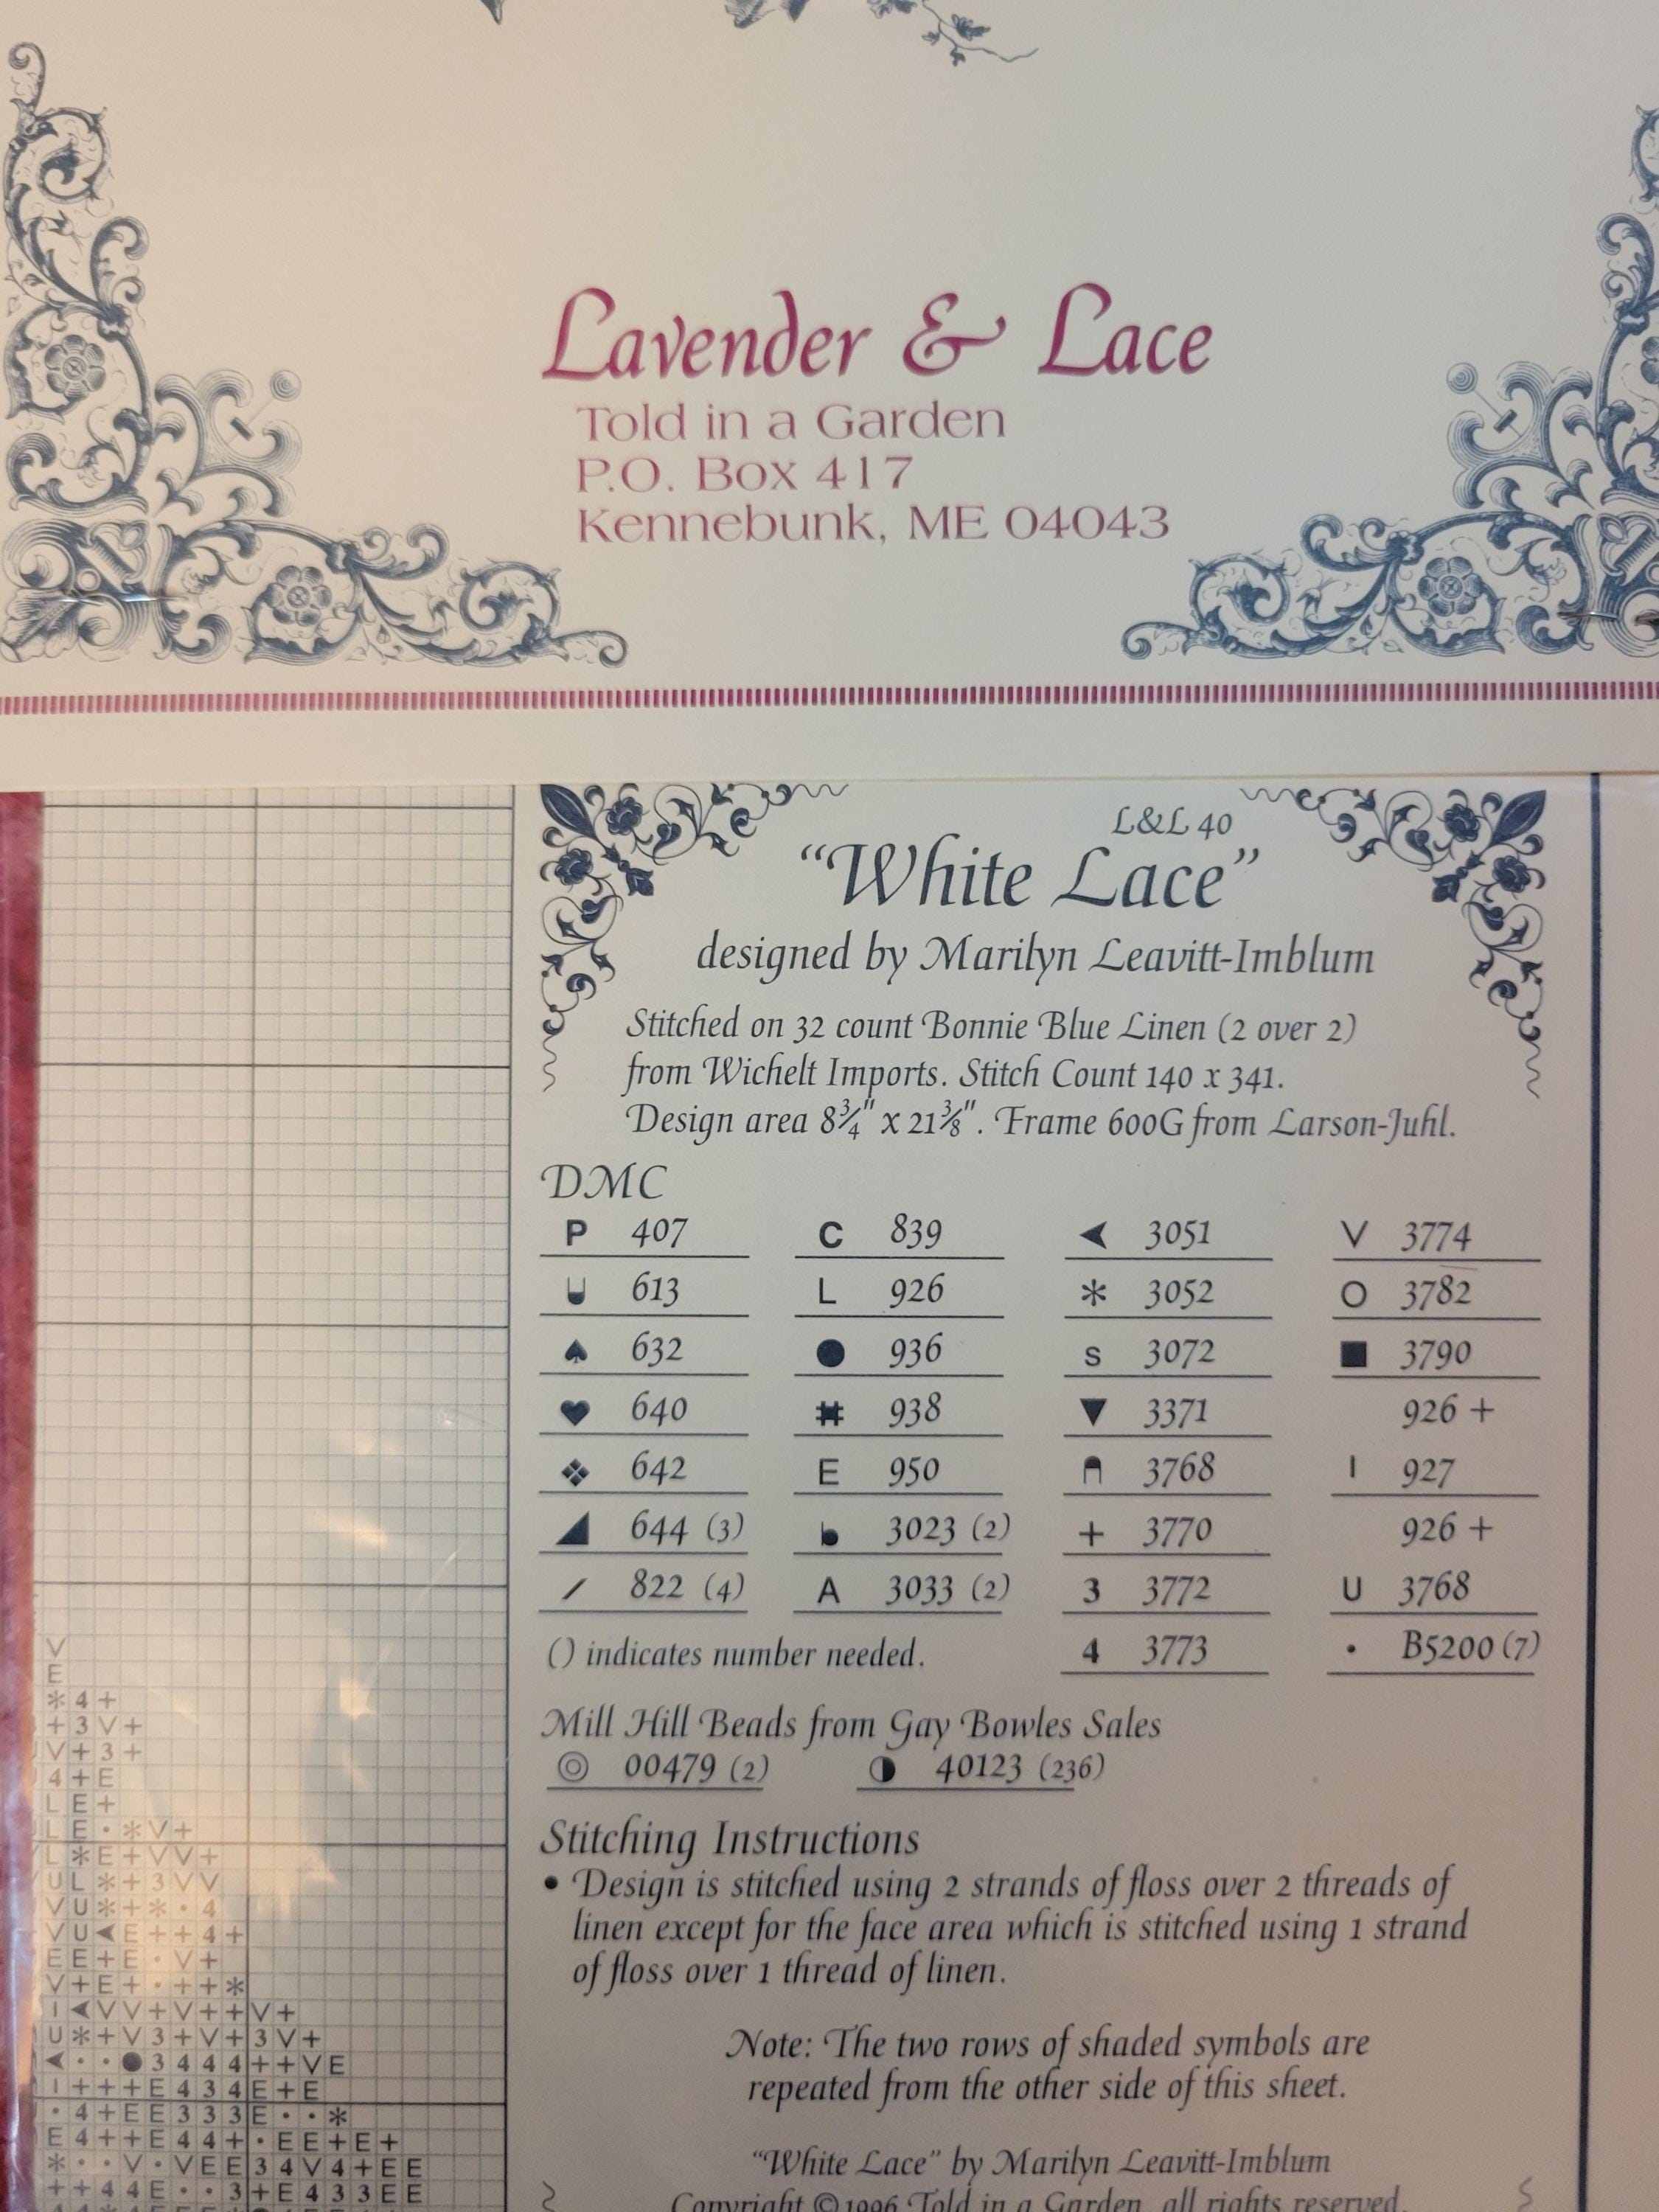 Lavender & Lace
Told in a Garden
P.O. Box 417
Kennebunk, ME 04043
L&L 40
“White Lace”
designed by Marilyn Leavitt-Imblum
Stitched on 32 count Bonnie Blue Linen (2 over 2)
from Wichelt Imports. Stitch Count 140 x 341.
Design area 8¾" x 21⅜". Frame 600G from Larson-Juhl.
DMC
P 407 C 839 3051 V 3774
613 L 926 * 3052 O 3782
♠ 632 ● 936 s 3072 ■ 3790
♥ 640 # 938 ▼ 3371 926 +
❖ 642 E 950 3768 I 927
◢ 644 (3) 3023 (2) + 3770 926 +
/ 822 (4) A 3033 (2) 3 3772 U 3768
() indicates number needed. 4 3773 • B5200 (7)
Mill Hill Beads from Gay Bowles Sales
◎ 00479 (2) ◑ 40123 (236)
Stitching Instructions
• Design is stitched using 2 strands of floss over 2 threads of
linen except for the face area which is stitched using 1 strand
of floss over 1 thread of linen.
Note: The two rows of shaded symbols are
repeated from the other side of this sheet.
“White Lace” by Marilyn Leavitt-Imblum
Copyright © 1996 Told in a Garden, all rights reserved.